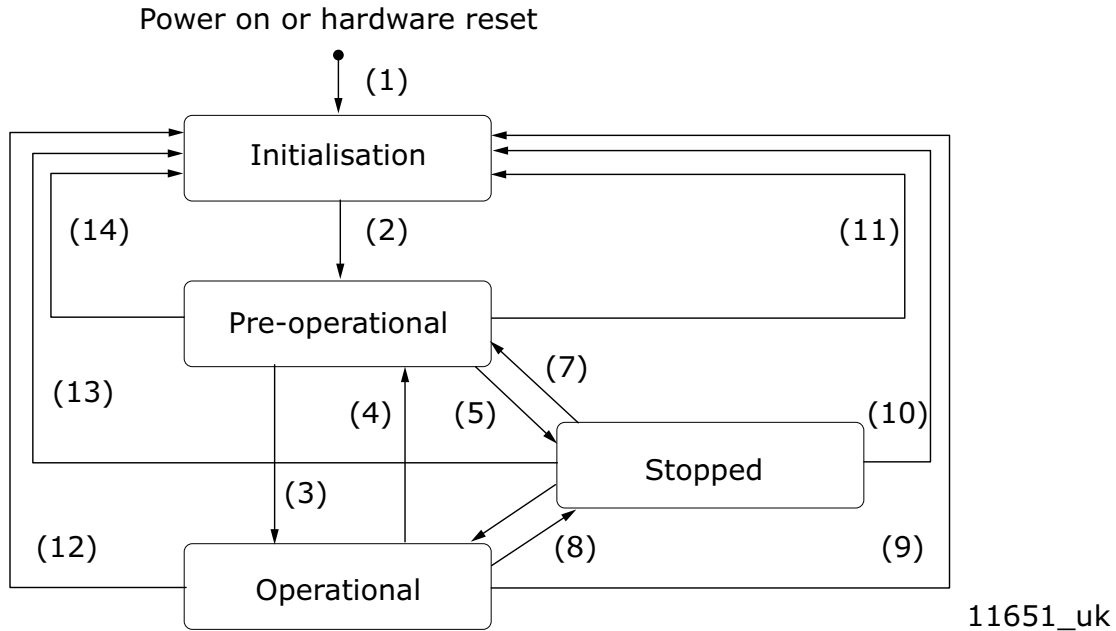 Power on or hardware reset
(1)
Initialisation
(14)
(2)
(11)
Pre-operational
(7)
(13)
(4)
(5)
(10)
Stopped
(3)
(12)
(8)
(9)
Operational
11651_uk